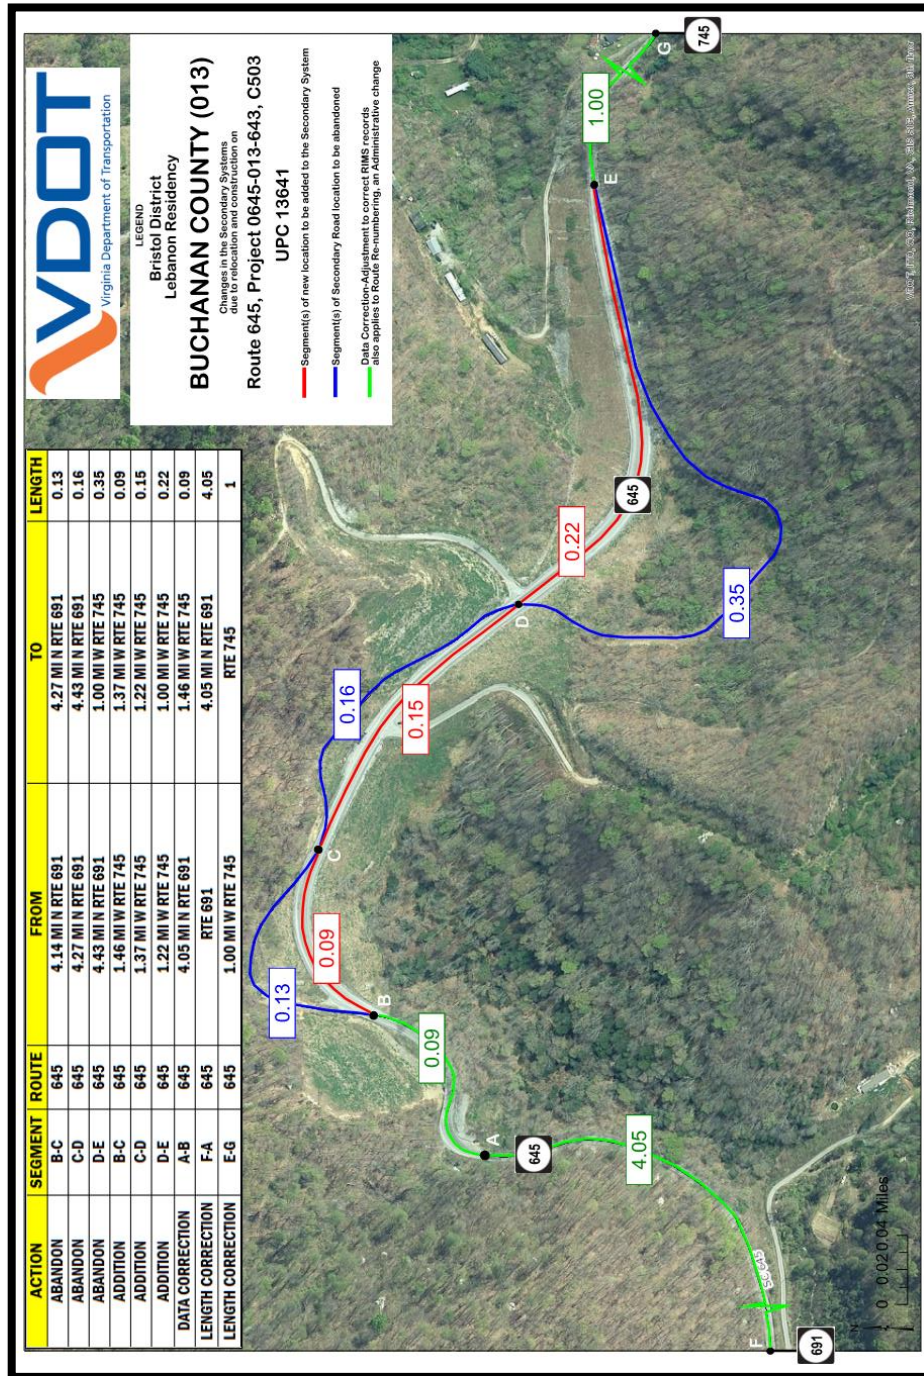 VDOT
Virginia Department of Transportation
LEGEND
Bristol District
Lebanon Residency
BUCHANAN COUNTY (013)
Changes in the Secondary Systems
due to relocation and construction on
Route 645, Project 0645-013-643, C503
UPC 13641
Segment(s) of new location to be added to the Secondary System
Segment(s) of Secondary Road location to be abandoned
Data Correction-Adjustment to correct RIMS records
also applies to Route Re-numbering, an Administrative change
ACTION SEGMENT ROUTE FROM TO LENGTH
ABANDON B-C 645 4.14 MI N RTE 691 4.27 MI N RTE 691 0.13
ABANDON C-D 645 4.27 MI N RTE 691 4.43 MI N RTE 691 0.16
ABANDON D-E 645 4.43 MI N RTE 691 1.00 MI W RTE 745 0.35
ADDITION B-C 645 1.46 MI W RTE 745 1.37 MI W RTE 745 0.09
ADDITION C-D 645 1.37 MI W RTE 745 1.22 MI W RTE 745 0.15
ADDITION D-E 645 1.22 MI W RTE 745 1.00 MI W RTE 745 0.22
DATA CORRECTION A-B 645 4.05 MI N RTE 691 1.46 MI W RTE 745 0.09
LENGTH CORRECTION F-A 645 RTE 691 4.05 MI N RTE 691 4.05
LENGTH CORRECTION E-G 645 1.00 MI W RTE 745 RTE 745 1
F
691
SC-645
4.05
645
A
0.09
B
0.13
0.09
C
0.16
0.15
D
0.22
0.35
645
E
1.00
G
745
0 0.02 0.04 Miles